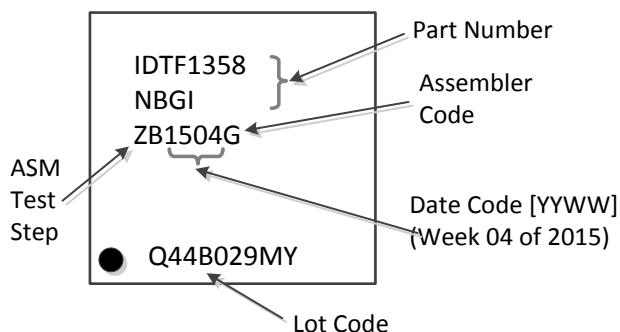 IDTF1358
NBGI
ZB1504G
Q44B029MY
Part Number
Assembler
Code
ASM
Test
Step
Date Code [YYWW]
(Week 04 of 2015)
Lot Code